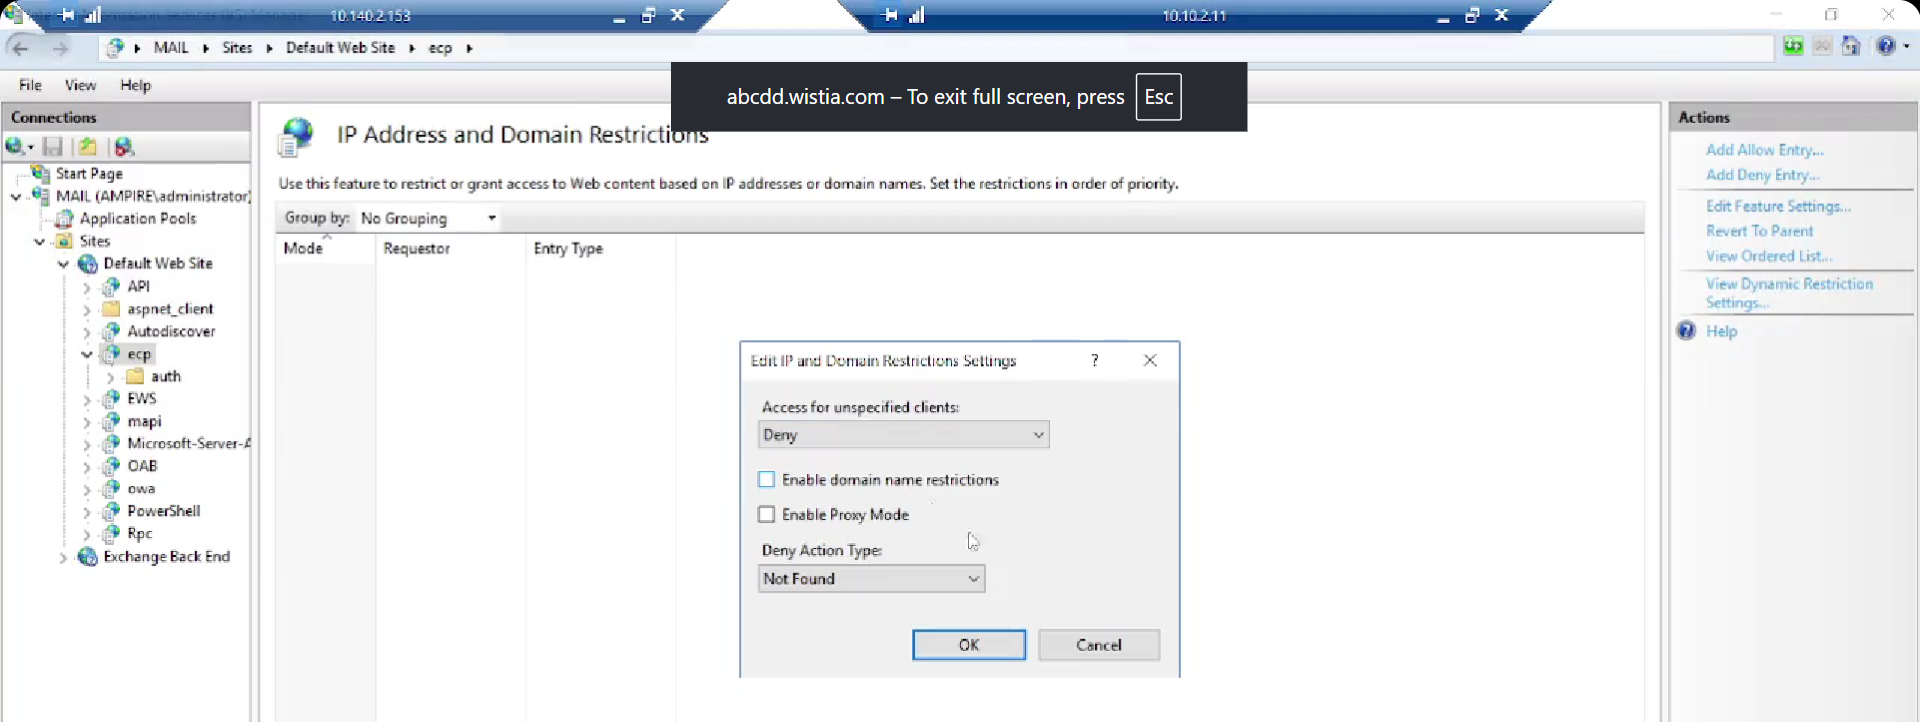 10.140.2.153
10.10.2.11
MAIL Sites Default Web Site ecp
File View Help
abcdd.wistia.com – To exit full screen, press Esc
Connections
Start Page
MAIL (AMPIRE\administrator)
Application Pools
Sites
Default Web Site
API
aspnet_client
Autodiscover
ecp
auth
EWS
mapi
Microsoft-Server-A
OAB
owa
PowerShell
Rpc
Exchange Back End
IP Address and Domain Restrictions
Use this feature to restrict or grant access to Web content based on IP addresses or domain names. Set the restrictions in order of priority.
Group by: No Grouping
Mode Requestor Entry Type
Edit IP and Domain Restrictions Settings ?
Access for unspecified clients:
Deny
Enable domain name restrictions
Enable Proxy Mode
Deny Action Type:
Not Found
OK Cancel
Actions
Add Allow Entry...
Add Deny Entry...
Edit Feature Settings...
Revert To Parent
View Ordered List...
View Dynamic Restriction
Settings...
Help